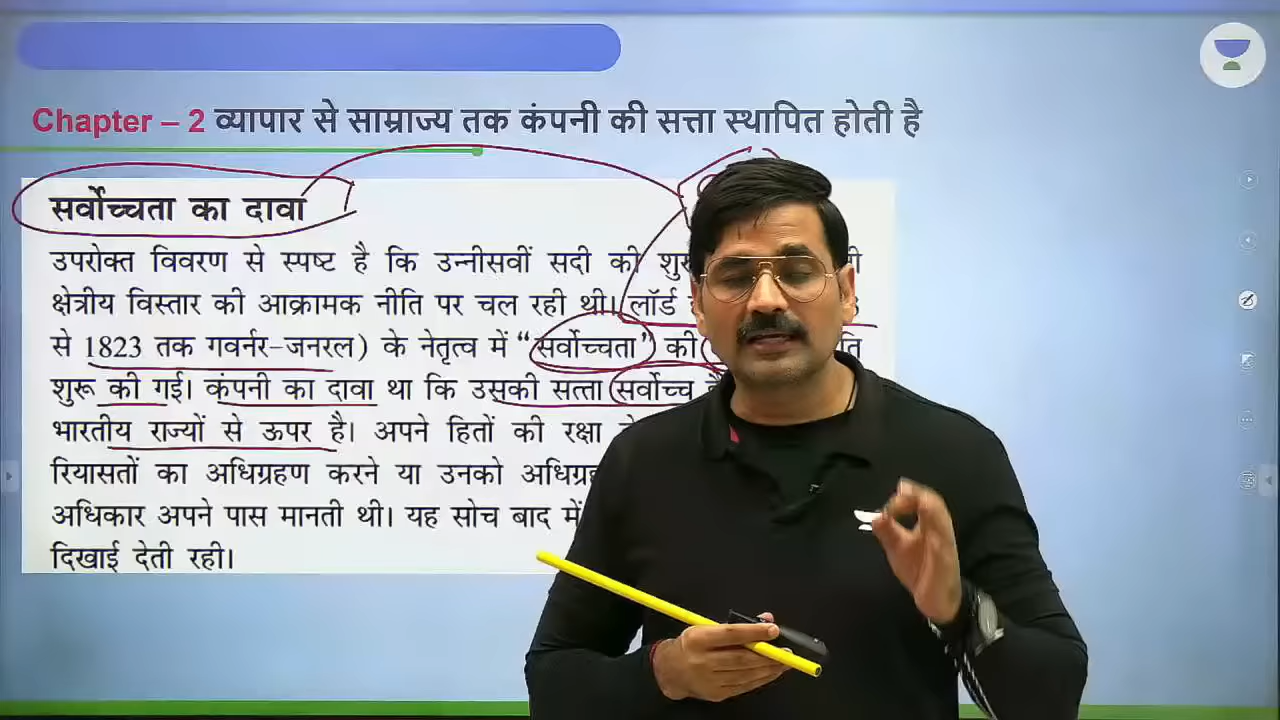 Chapter – 2 व्यापार से साम्राज्य तक कंपनी की सत्ता स्थापित होती है
सर्वोच्चता का दावा
उपरोक्त विवरण से स्पष्ट है कि उन्नीसवीं सदी की
क्षेत्रीय विस्तार की आक्रामक नीति पर चल रही थी। लॉर्ड
से 1823 तक गवर्नर-जनरल) के नेतृत्व में “सर्वोच्चता” की
शुरू की गई। कंपनी का दावा था कि उसकी सत्ता सर्वोच्च
भारतीय राज्यों से ऊपर है। अपने हितों की रक्षा
रियासतों का अधिग्रहण करने या उनको
अधिकार अपने पास मानती थी। यह सोच बाद में
दिखाई देती रही।